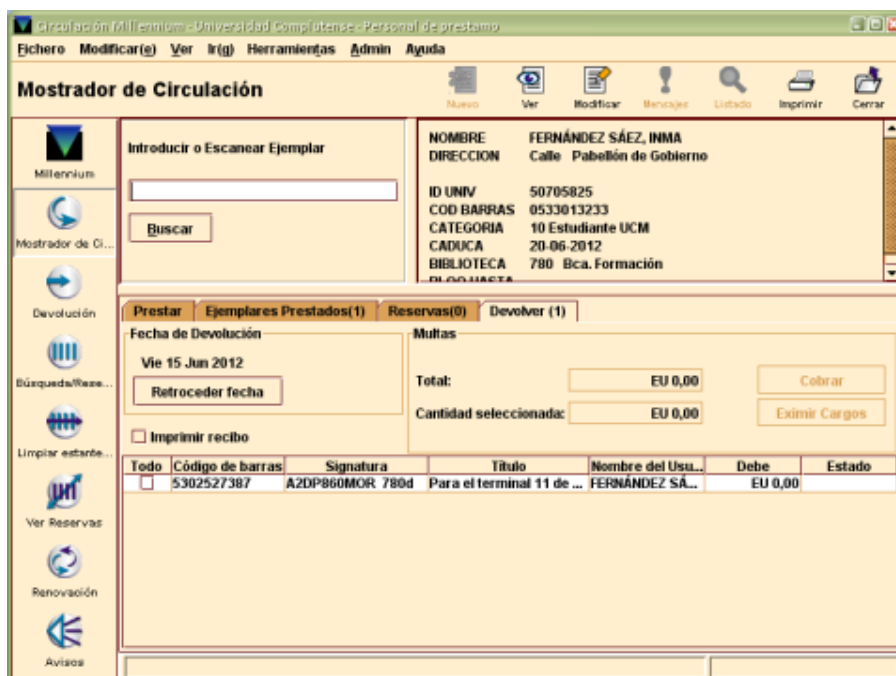 Circulación Millennium - Universidad Complutense - Personal de prestamo
Fichero Modificar(e) Ver Ir(g) Herramientas Admin Ayuda
Mostrador de Circulación
Nuevo Ver Modificar Mensajes Listado Imprimir Cerrar
Millennium
Mostrador de Ci...
Devolución
Búsqueda/Rese...
Limpiar estante...
Ver Reservas
Renovación
Avisos
Introducir o Escanear Ejemplar
Buscar
NOMBRE FERNÁNDEZ SÁEZ, INMA
DIRECCION Calle Pabellón de Gobierno
ID UNIV 50705825
COD BARRAS 0533013233
CATEGORIA 10 Estudiante UCM
CADUCA 20-06-2012
BIBLIOTECA 780 Bca. Formación
BLOQ HASTA
Prestar Ejemplares Prestados(1) Reservas(0) Devolver (1)
Fecha de Devolución
Vie 15 Jun 2012
Retroceder fecha
Imprimir recibo
Multas
Total: EU 0,00 Cobrar
Cantidad seleccionada: EU 0,00 Eximir Cargos
Todo Código de barras Signatura Título Nombre del Usu... Debe Estado
5302527387 A2DP860MOR 780d Para el terminal 11 de ... FERNÁNDEZ SÁ... EU 0,00